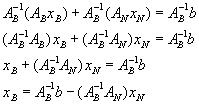 A_B^{-1}(A_B x_B) + A_B^{-1}(A_N x_N) = A_B^{-1}b
(A_B^{-1}A_B) x_B + (A_B^{-1}A_N) x_N = A_B^{-1}b
x_B + (A_B^{-1}A_N) x_N = A_B^{-1}b
x_B = A_B^{-1}b − (A_B^{-1}A_N) x_N